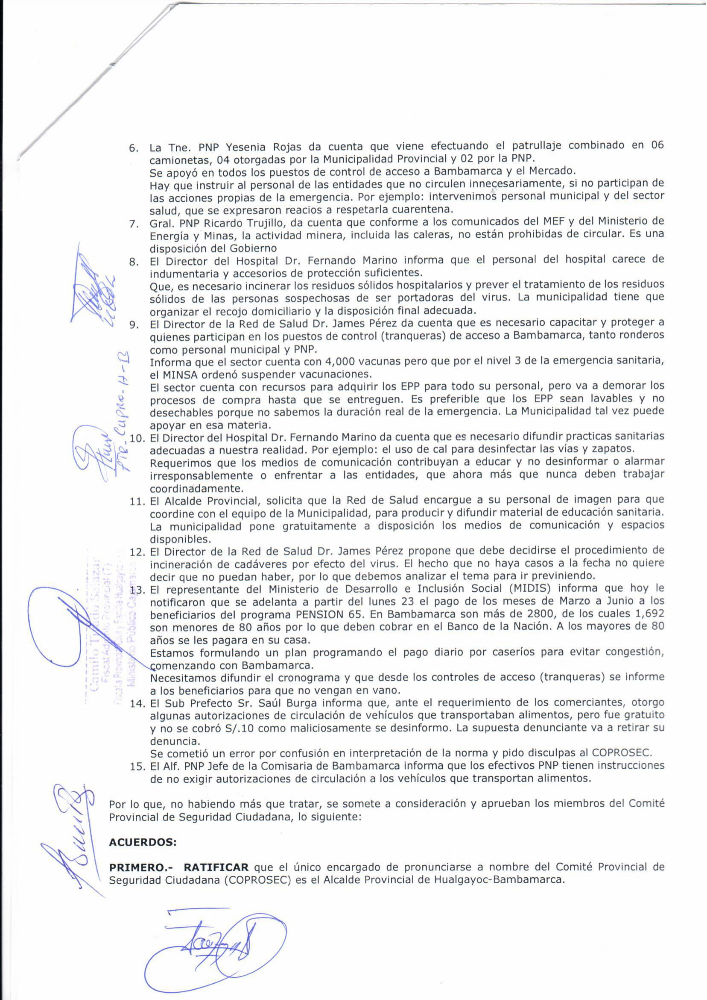 6. La Tne. PNP Yesenia Rojas da cuenta que viene efectuando el patrullaje combinado en 06
camionetas, 04 otorgadas por la Municipalidad Provincial y 02 por la PNP.
Se apoyó en todos los puestos de control de acceso a Bambamarca y el Mercado.
Hay que instruir al personal de las entidades que no circulen innecesariamente, si no participan de
las acciones propias de la emergencia. Por ejemplo: intervenimos personal municipal y del sector
salud, que se expresaron reacios a respetarla cuarentena.
7. Gral. PNP Ricardo Trujillo, da cuenta que conforme a los comunicados del MEF y del Ministerio de
Energía y Minas, la actividad minera, incluida las caleras, no están prohibidas de circular. Es una
disposición del Gobierno
8. El Director del Hospital Dr. Fernando Marino informa que el personal del hospital carece de
indumentaria y accesorios de protección suficientes.
Que, es necesario incinerar los residuos sólidos hospitalarios y prever el tratamiento de los residuos
sólidos de las personas sospechosas de ser portadoras del virus. La municipalidad tiene que
organizar el recojo domiciliario y la disposición final adecuada.
9. El Director de la Red de Salud Dr. James Pérez da cuenta que es necesario capacitar y proteger a
quienes participan en los puestos de control (tranqueras) de acceso a Bambamarca, tanto ronderos
como personal municipal y PNP.
Informa que el sector cuenta con 4,000 vacunas pero que por el nivel 3 de la emergencia sanitaria,
el MINSA ordenó suspender vacunaciones.
El sector cuenta con recursos para adquirir los EPP para todo su personal, pero va a demorar los
procesos de compra hasta que se entreguen. Es preferible que los EPP sean lavables y no
desechables porque no sabemos la duración real de la emergencia. La Municipalidad tal vez puede
apoyar en esa materia.
10. El Director del Hospital Dr. Fernando Marino da cuenta que es necesario difundir practicas sanitarias
adecuadas a nuestra realidad. Por ejemplo: el uso de cal para desinfectar las vías y zapatos.
Requerimos que los medios de comunicación contribuyan a educar y no desinformar o alarmar
irresponsablemente o enfrentar a las entidades, que ahora más que nunca deben trabajar
coordinadamente.
11. El Alcalde Provincial, solicita que la Red de Salud encargue a su personal de imagen para que
coordine con el equipo de la Municipalidad, para producir y difundir material de educación sanitaria.
La municipalidad pone gratuitamente a disposición los medios de comunicación y espacios
disponibles.
12. El Director de la Red de Salud Dr. James Pérez propone que debe decidirse el procedimiento de
incineración de cadáveres por efecto del virus. El hecho que no haya casos a la fecha no quiere
decir que no puedan haber, por lo que debemos analizar el tema para ir previniendo.
13. El representante del Ministerio de Desarrollo e Inclusión Social (MIDIS) informa que hoy le
notificaron que se adelanta a partir del lunes 23 el pago de los meses de Marzo a Junio a los
beneficiarios del programa PENSION 65. En Bambamarca son más de 2800, de los cuales 1,692
son menores de 80 años por lo que deben cobrar en el Banco de la Nación. A los mayores de 80
años se les pagara en su casa.
Estamos formulando un plan programando el pago diario por caseríos para evitar congestión,
comenzando con Bambamarca.
Necesitamos difundir el cronograma y que desde los controles de acceso (tranqueras) se informe
a los beneficiarios para que no vengan en vano.
14. El Sub Prefecto Sr. Saúl Burga informa que, ante el requerimiento de los comerciantes, otorgo
algunas autorizaciones de circulación de vehículos que transportaban alimentos, pero fue gratuito
y no se cobró S/.10 como maliciosamente se desinformo. La supuesta denunciante va a retirar su
denuncia.
Se cometió un error por confusión en interpretación de la norma y pido disculpas al COPROSEC.
15. El Alf. PNP Jefe de la Comisaria de Bambamarca informa que los efectivos PNP tienen instrucciones
de no exigir autorizaciones de circulación a los vehículos que transportan alimentos.
Por lo que, no habiendo más que tratar, se somete a consideración y aprueban los miembros del Comité
Provincial de Seguridad Ciudadana, lo siguiente:
ACUERDOS:
PRIMERO.- RATIFICAR que el único encargado de pronunciarse a nombre del Comité Provincial de
Seguridad Ciudadana (COPROSEC) es el Alcalde Provincial de Hualgayoc-Bambamarca.
Camilo Salazar
Fiscal Adjunto Provincial (T)
Fiscalía Provincial Civil y Familia Hualgayoc
Ministerio Público Cajamarca